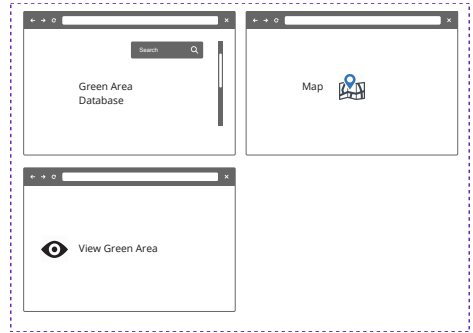 Search
Green Area
Database
Map
View Green Area